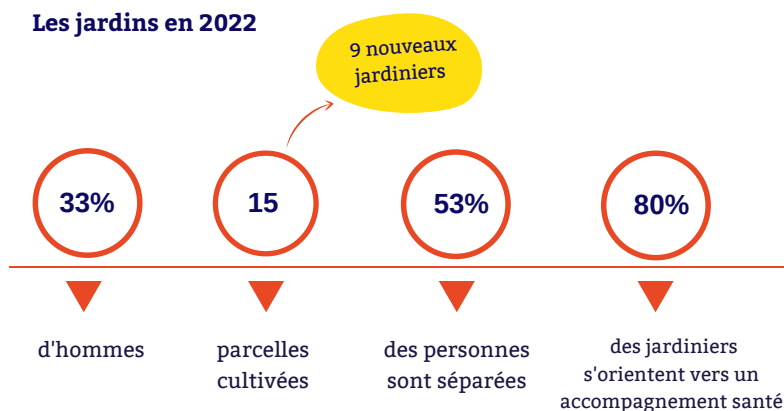 Les jardins en 2022
9 nouveaux
jardiniers
33%
15
53%
80%
d'hommes
parcelles
cultivées
des personnes
sont séparées
des jardiniers
s'orientent vers un
accompagnement santé